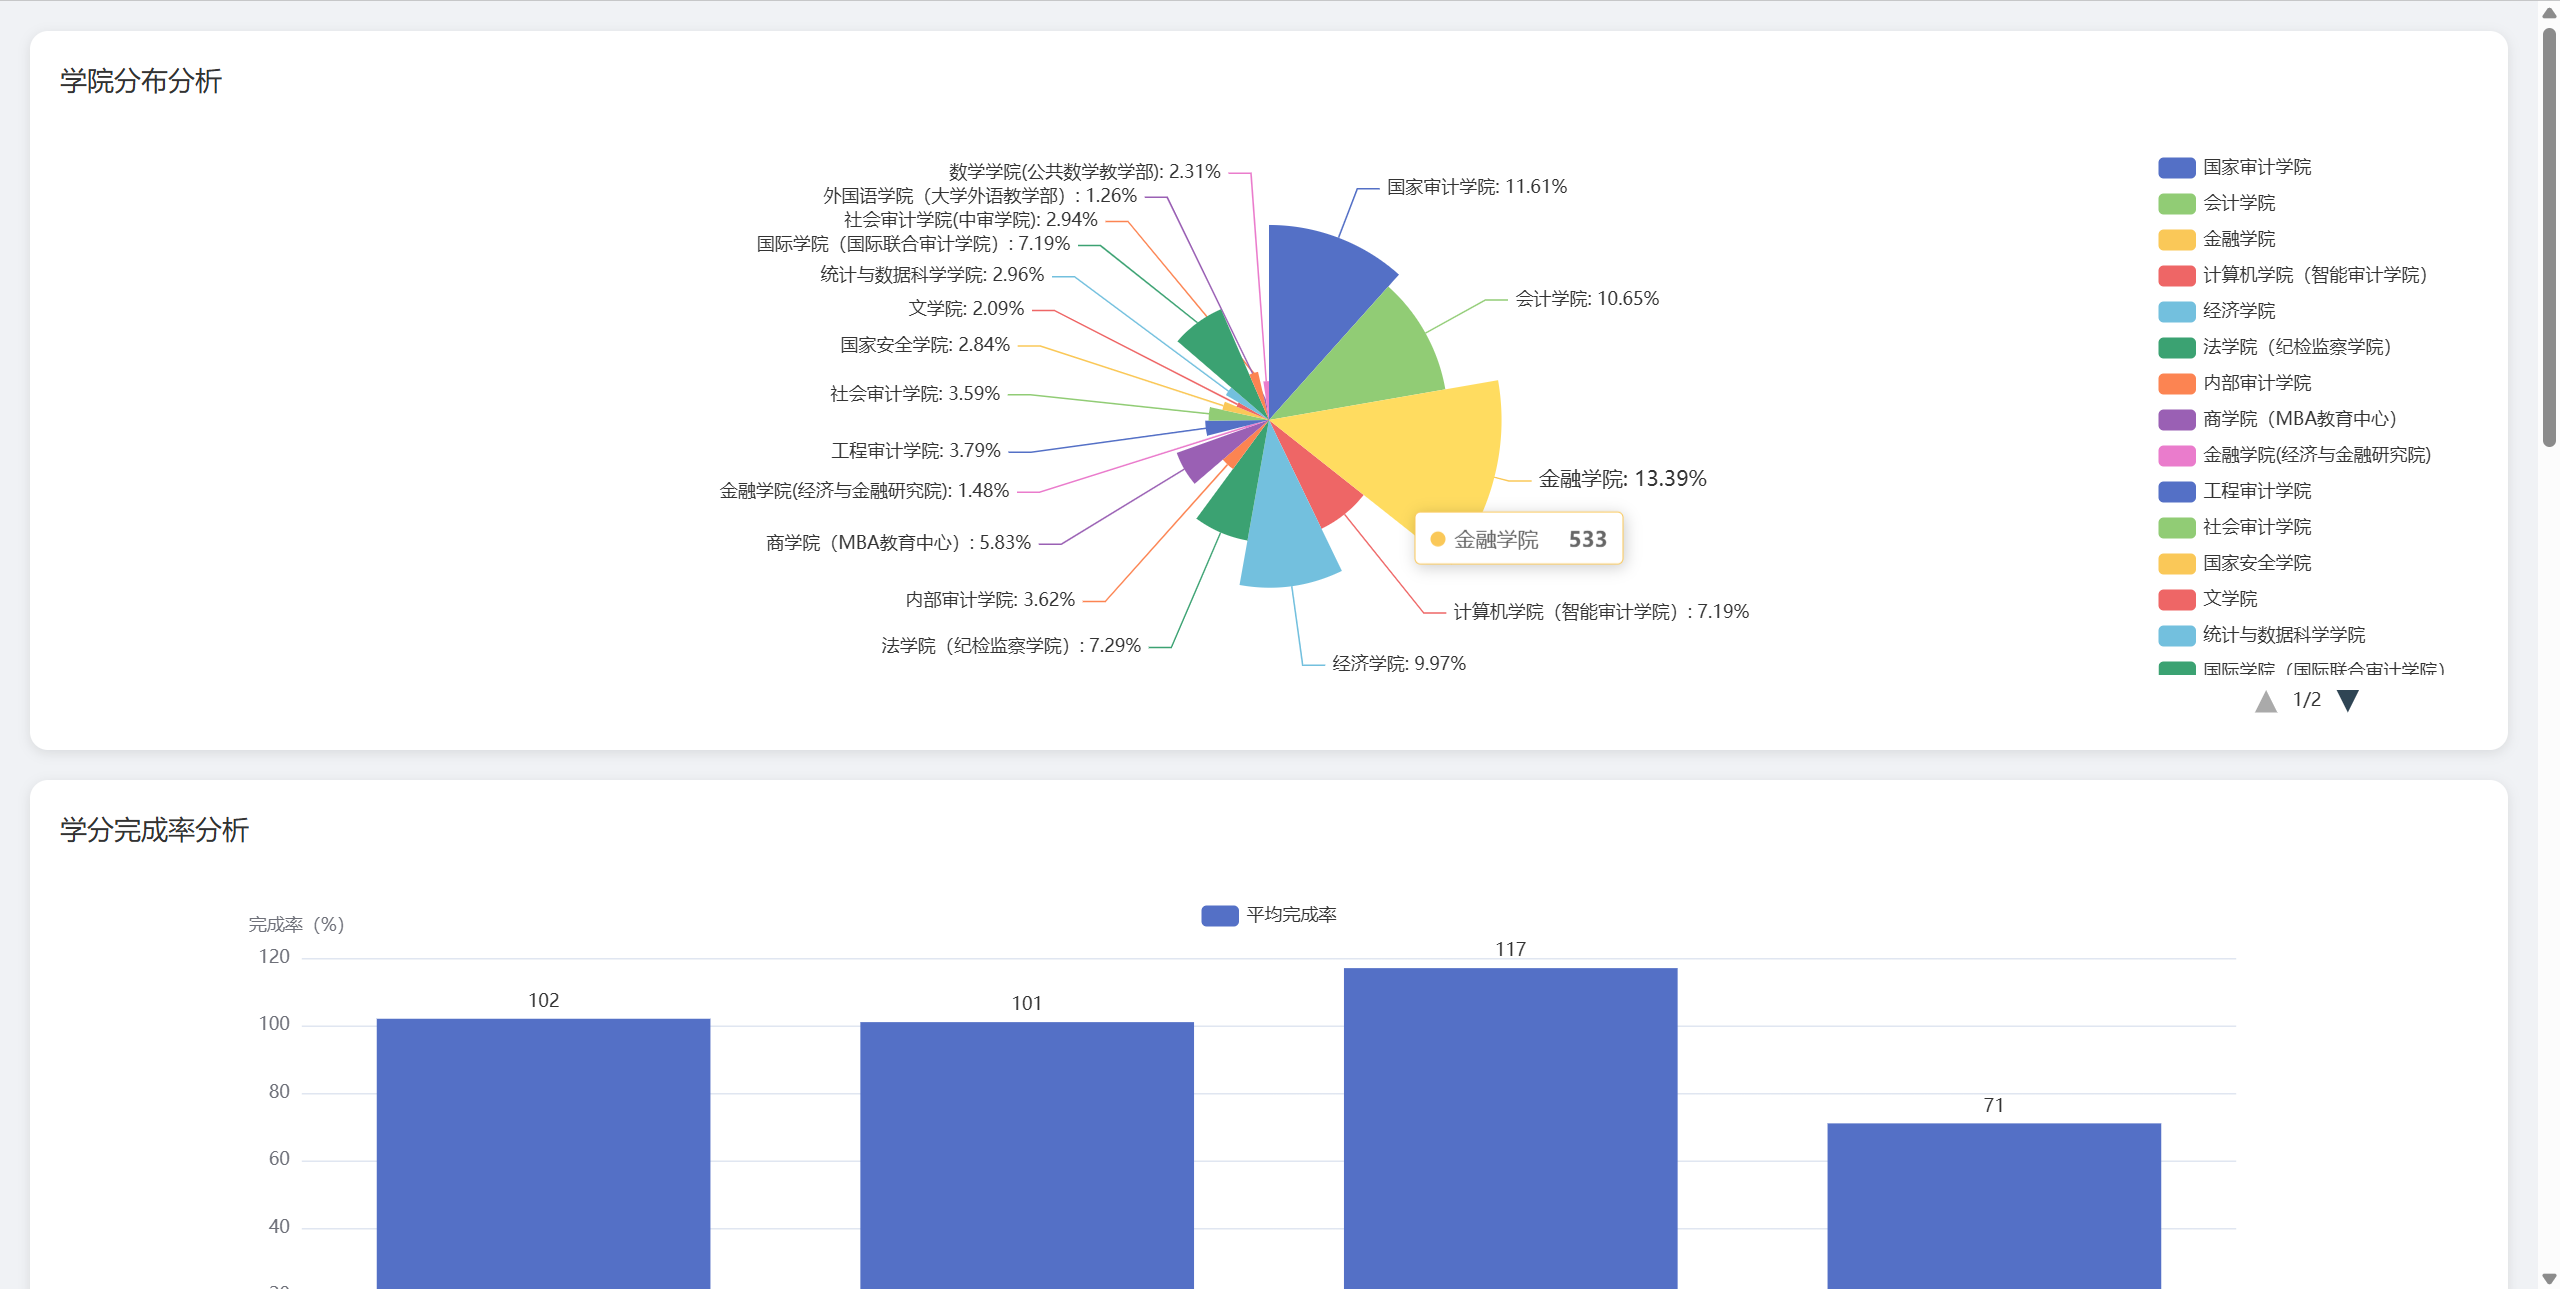 学院分布分析
数学学院(公共数学教学部): 2.31%
外国语学院（大学外语教学部）: 1.26%
社会审计学院(中审学院): 2.94%
国际学院（国际联合审计学院）: 7.19%
统计与数据科学学院: 2.96%
文学院: 2.09%
国家安全学院: 2.84%
社会审计学院: 3.59%
工程审计学院: 3.79%
金融学院(经济与金融研究院): 1.48%
商学院（MBA教育中心）: 5.83%
内部审计学院: 3.62%
法学院（纪检监察学院）: 7.29%
国家审计学院: 11.61%
会计学院: 10.65%
金融学院: 13.39%
金融学院 533
计算机学院（智能审计学院）: 7.19%
经济学院: 9.97%
国家审计学院
会计学院
金融学院
计算机学院（智能审计学院）
经济学院
法学院（纪检监察学院）
内部审计学院
商学院（MBA教育中心）
金融学院(经济与金融研究院)
工程审计学院
社会审计学院
国家安全学院
文学院
统计与数据科学学院
国际学院（国际联合审计学院）
1/2
学分完成率分析
平均完成率
完成率（%）
120
100
80
60
40
102
101
117
71